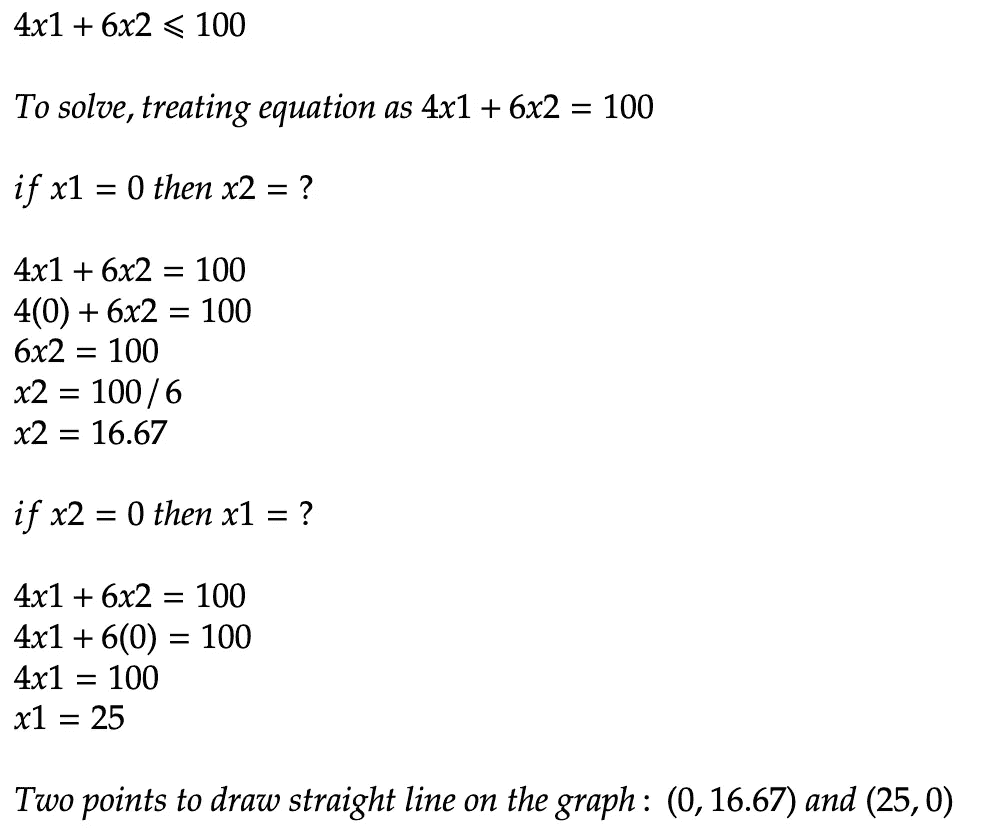 4x1 + 6x2 ⩽ 100
To solve, treating equation as 4x1 + 6x2 = 100
if x1 = 0 then x2 = ?
4x1 + 6x2 = 100
4(0) + 6x2 = 100
6x2 = 100
x2 = 100/6
x2 = 16.67
if x2 = 0 then x1 = ?
4x1 + 6x2 = 100
4x1 + 6(0) = 100
4x1 = 100
x1 = 25
Two points to draw straight line on the graph : (0, 16.67) and (25, 0)